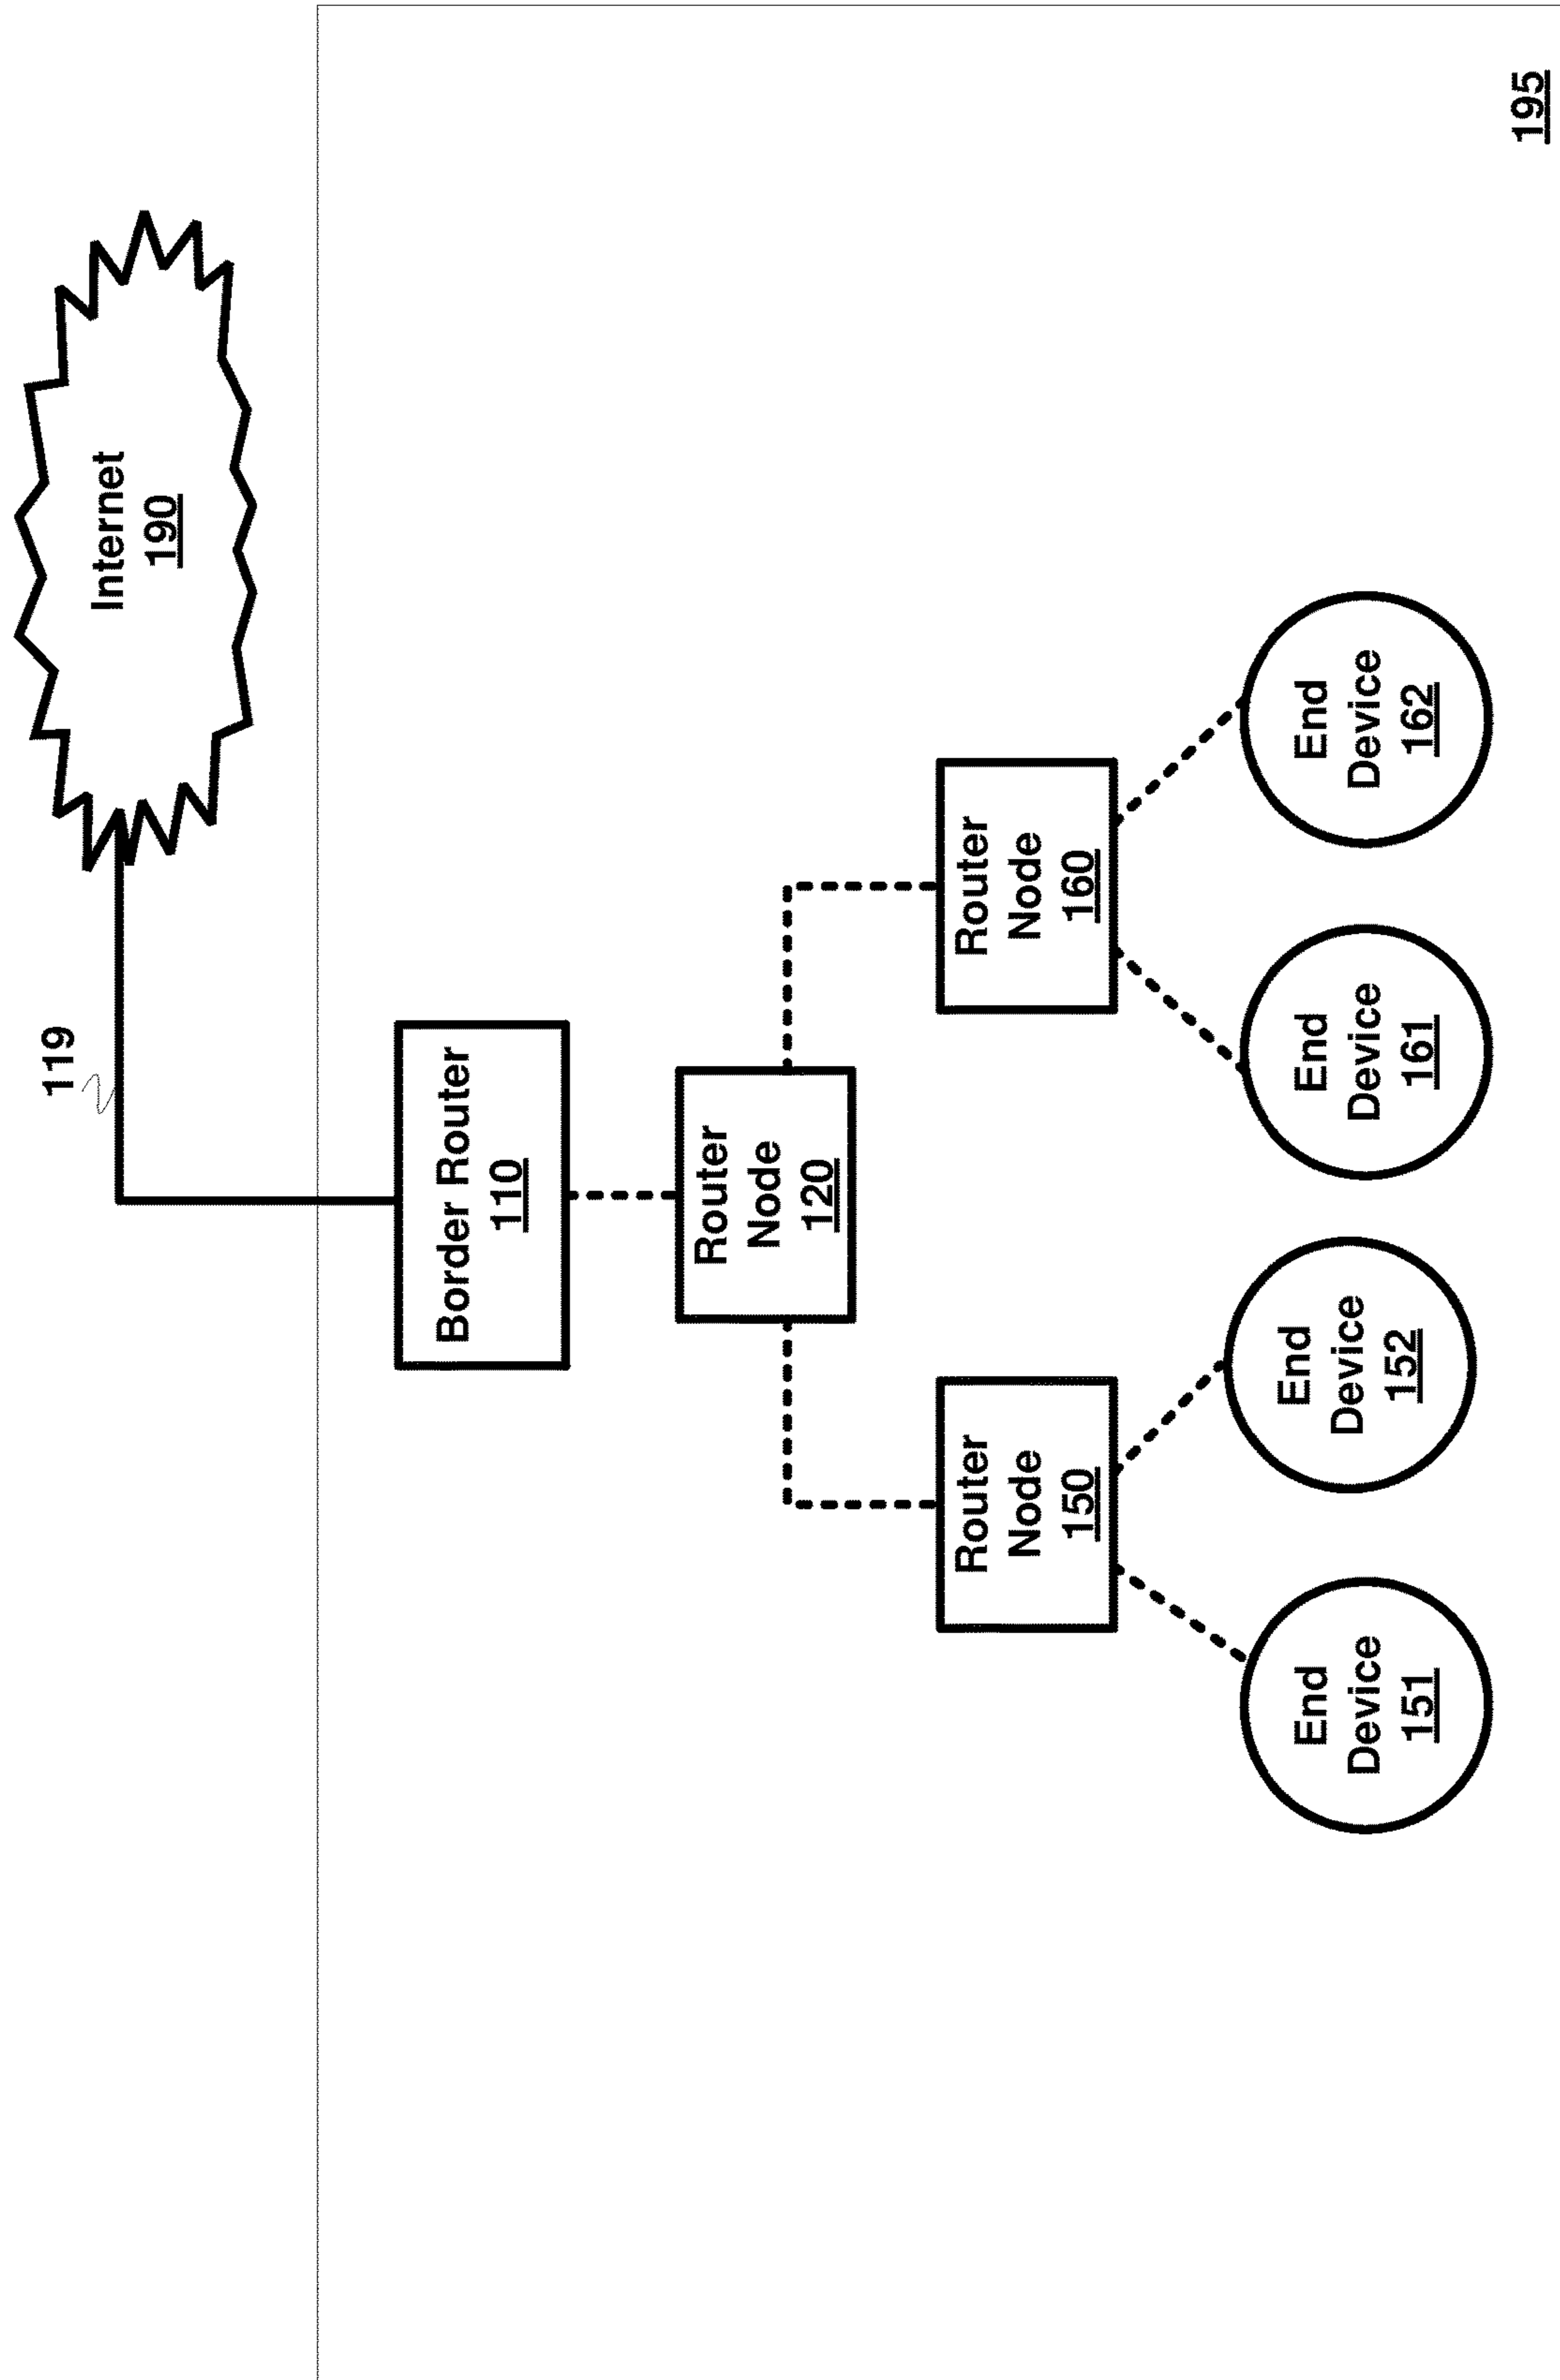 Internet
190
119
Border Router
110
Router
Node
120
Router
Node
150
Router
Node
160
End
Device
151
End
Device
152
End
Device
161
End
Device
162
195